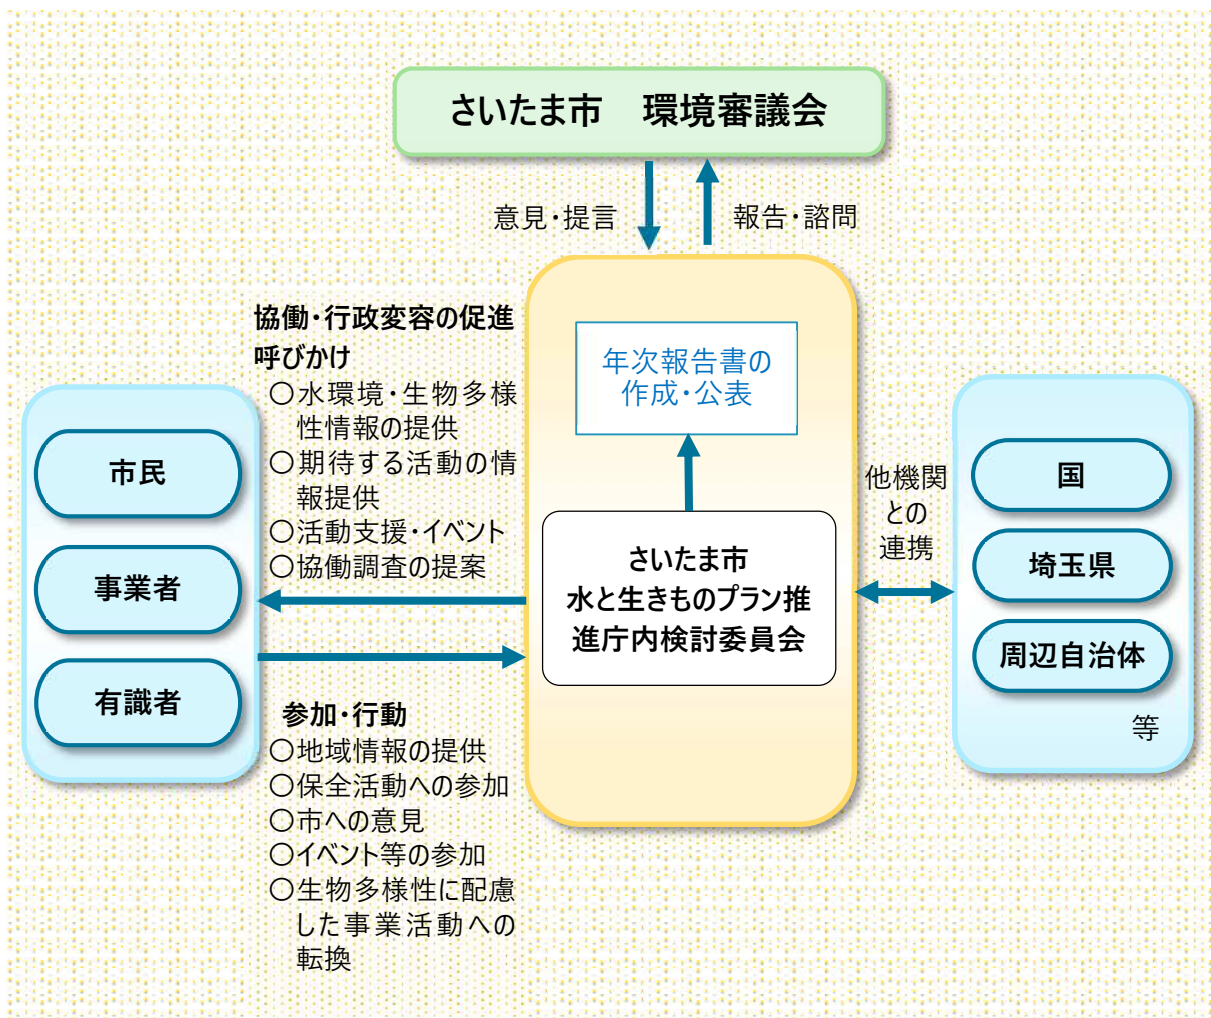 さいたま市　環境審議会
意見・提言
報告・諮問
協働・行政変容の促進
呼びかけ
○水環境・生物多様
性情報の提供
○期待する活動の情
報提供
○活動支援・イベント
○協働調査の提案
市民
事業者
有識者
参加・行動
○地域情報の提供
○保全活動への参加
○市への意見
○イベント等の参加
○生物多様性に配慮
した事業活動への
転換
年次報告書の
作成・公表
さいたま市
水と生きものプラン推
進庁内検討委員会
他機関
との
連携
国
埼玉県
周辺自治体
等